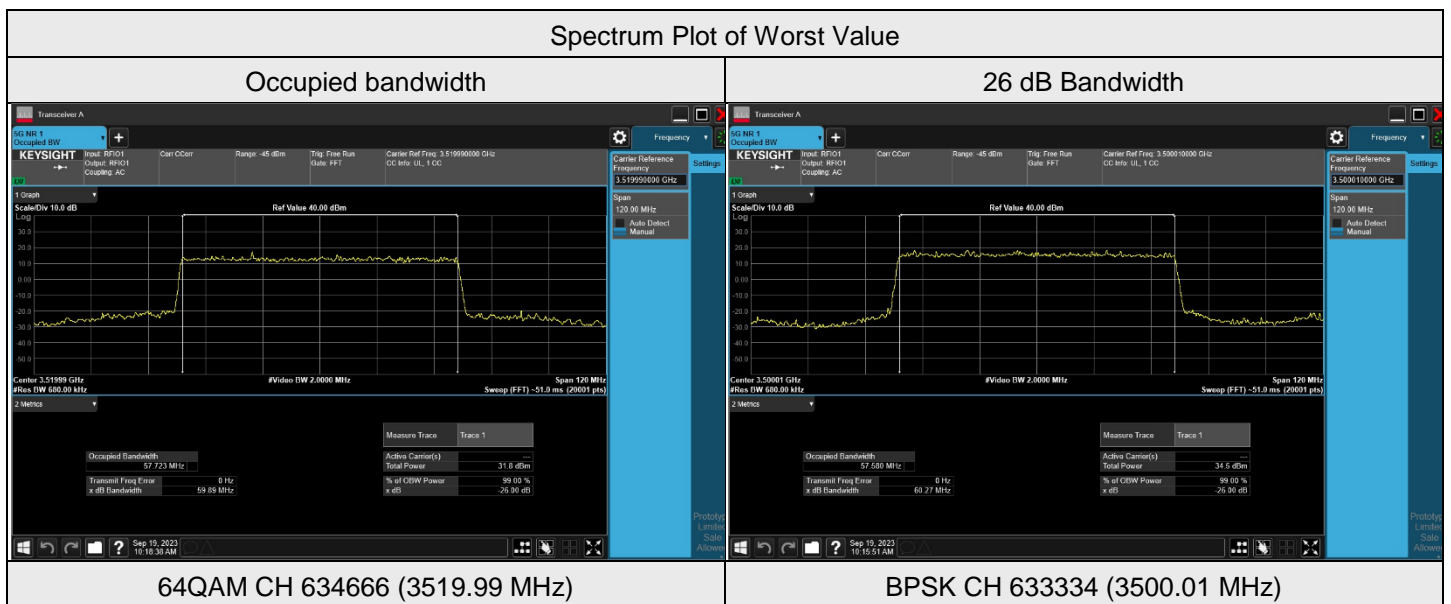 Spectrum Plot of Worst Value
Occupied bandwidth
26 dB Bandwidth
Transceiver A
5G NR 1
Occupied BW
+
Frequency
KEYSIGHT
Input: RFIO1
Output: RFIO1
Coupling: AC
Corr CCorr
Range: -45 dBm
Trig: Free Run
Gate: FFT
Carrier Ref Freq: 3.519990000 GHz
CC Info: UL, 1 CC
Carrier Reference
Frequency
3.519990000 GHz
Settings
Span
120.00 MHz
Auto Detect
Manual
1 Graph
Scale/Div 10.0 dB
Ref Value 40.00 dBm
Log
30.0
20.0
10.0
0.00
-10.0
-20.0
-30.0
-40.0
-50.0
Center 3.51999 GHz
#Video BW 2.0000 MHz
Span 120 MHz
#Res BW 680.00 kHz
Sweep (FFT) ~51.0 ms (20001 pts)
2 Metrics
Measure Trace Trace 1
Occupied Bandwidth
57.723 MHz
Active Carrier(s) ---
Total Power 31.8 dBm
Transmit Freq Error 0 Hz
x dB Bandwidth 59.89 MHz
% of OBW Power 99.00 %
x dB -26.00 dB
Prototyp
Limited
Sale
Allowe
?
Sep 19, 2023
10:18:38 AM
Transceiver A
5G NR 1
Occupied BW
+
Frequency
KEYSIGHT
Input: RFIO1
Output: RFIO1
Coupling: AC
Corr CCorr
Range: -45 dBm
Trig: Free Run
Gate: FFT
Carrier Ref Freq: 3.500010000 GHz
CC Info: UL, 1 CC
Carrier Reference
Frequency
3.500010000 GHz
Settings
Span
120.00 MHz
Auto Detect
Manual
1 Graph
Scale/Div 10.0 dB
Ref Value 40.00 dBm
Log
30.0
20.0
10.0
0.00
-10.0
-20.0
-30.0
-40.0
-50.0
Center 3.50001 GHz
#Video BW 2.0000 MHz
Span 120 MHz
#Res BW 680.00 kHz
Sweep (FFT) ~51.0 ms (20001 pts)
2 Metrics
Measure Trace Trace 1
Occupied Bandwidth
57.580 MHz
Active Carrier(s) ---
Total Power 34.5 dBm
Transmit Freq Error 0 Hz
x dB Bandwidth 60.27 MHz
% of OBW Power 99.00 %
x dB -26.00 dB
Prototyp
Limited
Sale
Allowe
?
Sep 19, 2023
10:15:51 AM
64QAM CH 634666 (3519.99 MHz)
BPSK CH 633334 (3500.01 MHz)